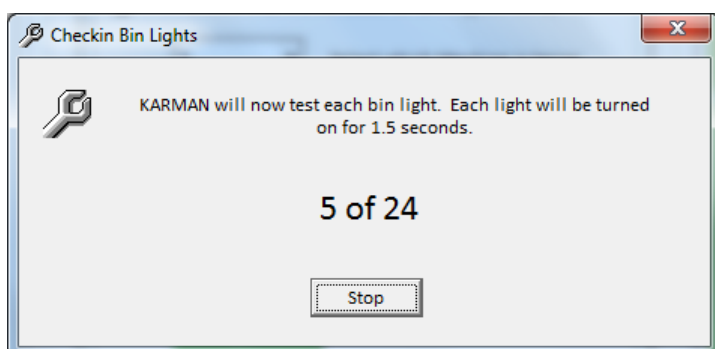 Checkin Bin Lights
KARMAN will now test each bin light.  Each light will be turned
on for 1.5 seconds.
5 of 24
Stop